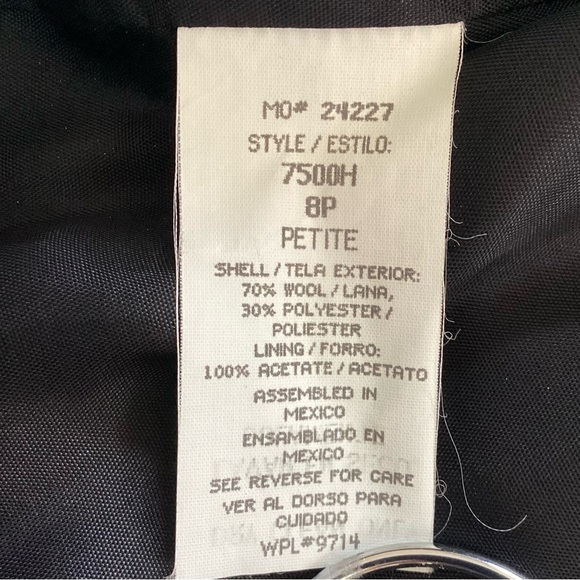 MO# 24227
STYLE / ESTILO:
7500H
8P
PETITE
SHELL / TELA EXTERIOR:
70% WOOL / LANA,
30% POLYESTER /
POLIESTER
LINING / FORRO:
100% ACETATE / ACETATO
ASSEMBLED IN
MEXICO
ENSAMBLADO EN
MEXICO
SEE REVERSE FOR CARE
VER AL DORSO PARA
CUIDADO
WPL#9714